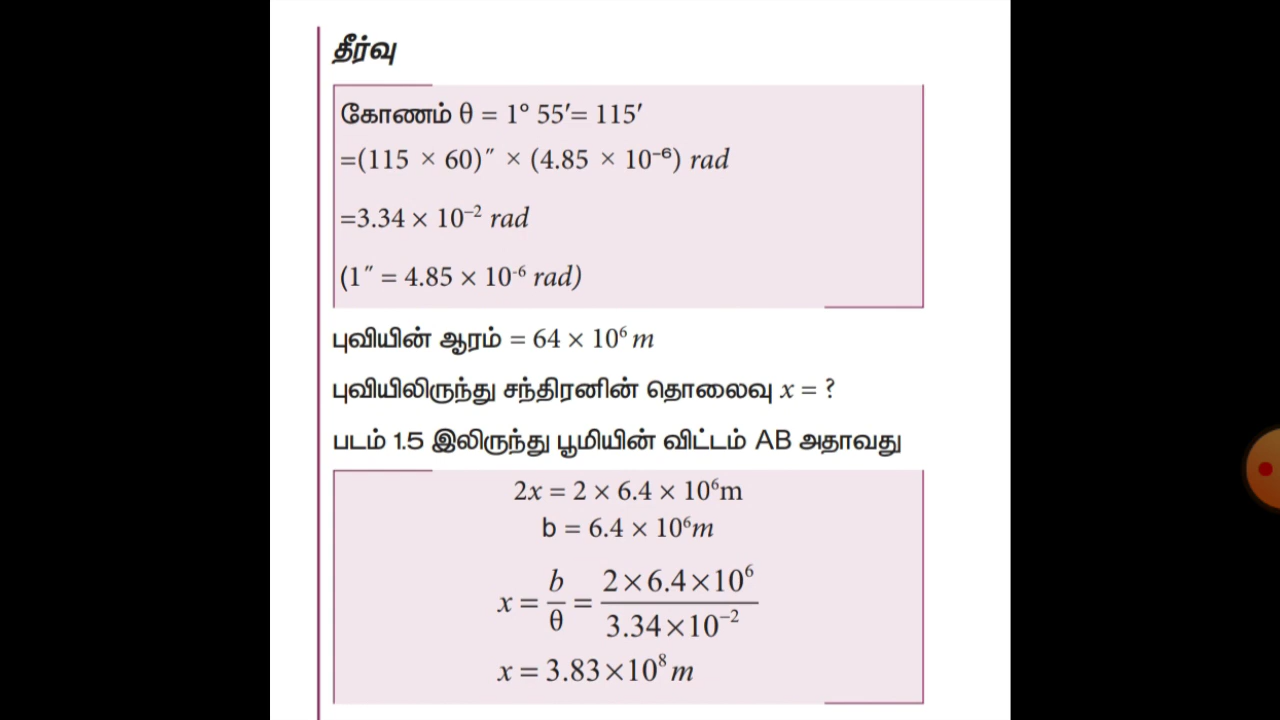 தீர்வு
கோணம் θ = 1° 55′= 115′
=(115 × 60)″ × (4.85 × 10⁻⁶) rad
=3.34 × 10⁻² rad
(1″ = 4.85 × 10⁻⁶ rad)
புவியின் ஆரம் = 64 × 10⁶ m
புவியிலிருந்து சந்திரனின் தொலைவு x = ?
படம் 1.5 இலிருந்து பூமியின் விட்டம் AB அதாவது
2x = 2 × 6.4 × 10⁶m
b = 6.4 × 10⁶m
x = b/θ = 2×6.4×10⁶/3.34×10⁻²
x = 3.83×10⁸ m